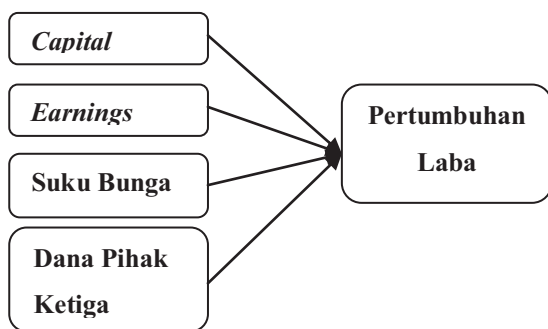 Capital
Earnings
Suku Bunga
Dana Pihak
Ketiga
Pertumbuhan
Laba